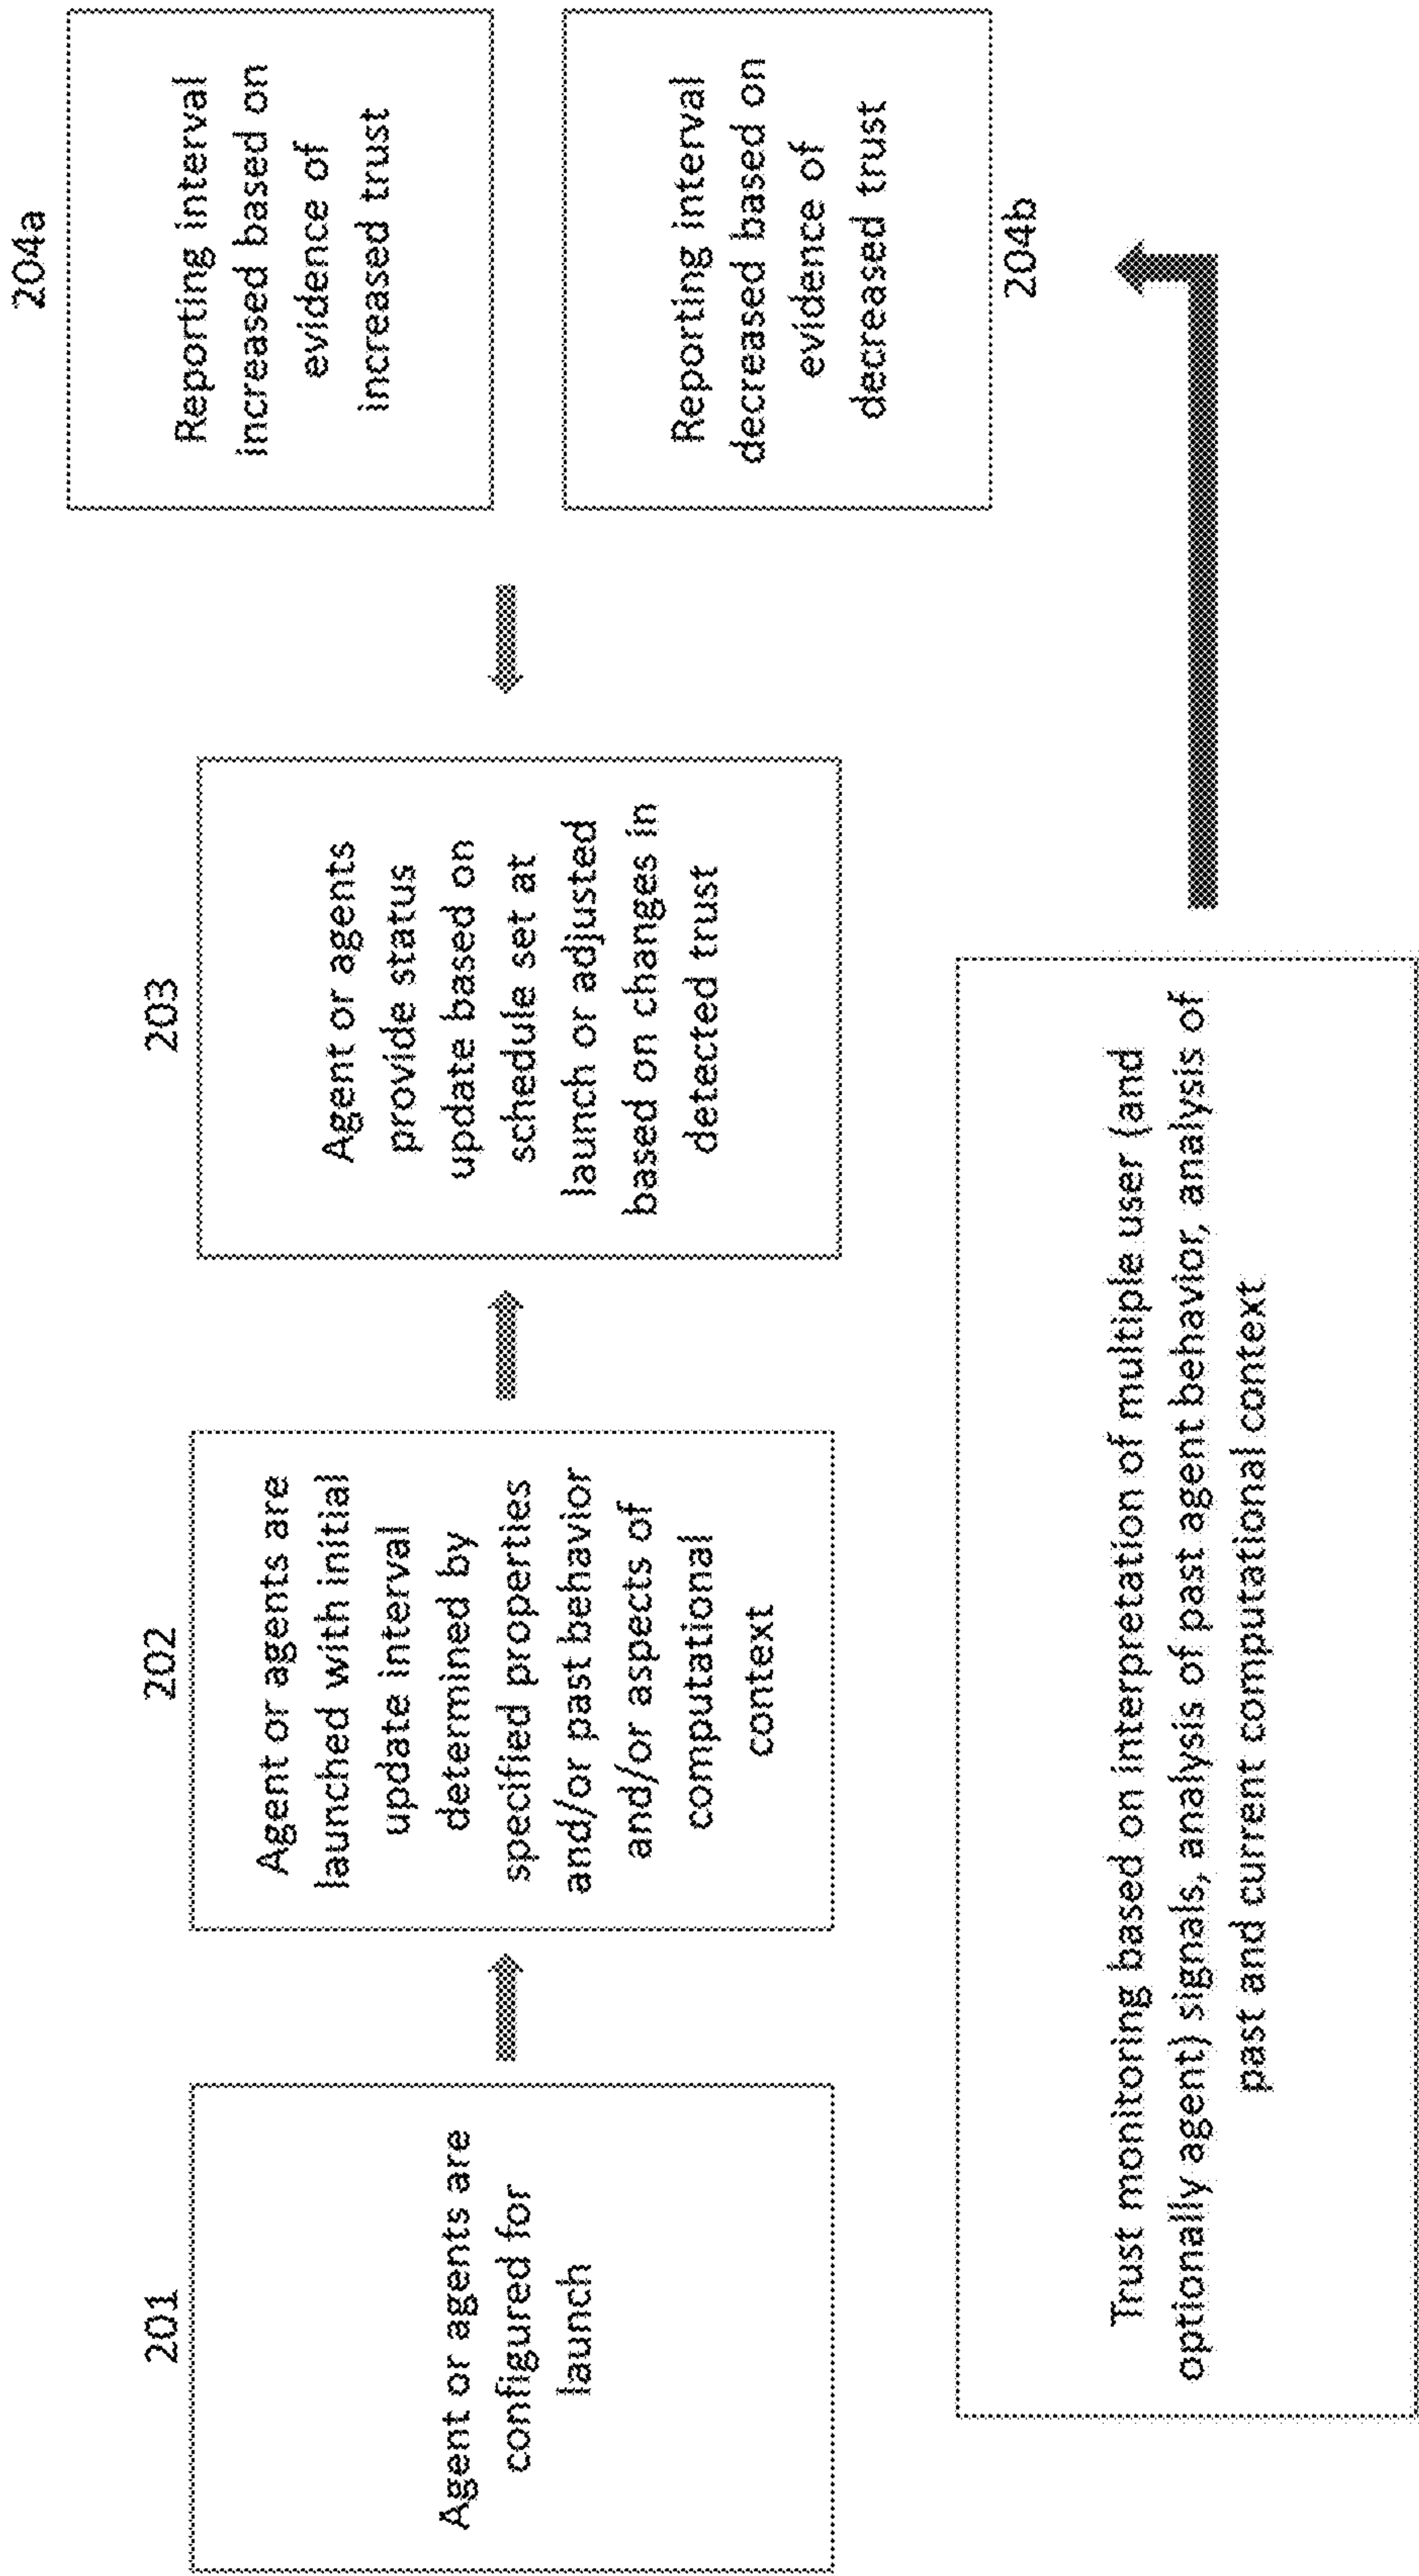 201
Agent or agents are
configured for
launch
202
Agent or agents are
launched with initial
update interval
determined by
specified properties
and/or past behavior
and/or aspects of
computational
context
203
Agent or agents
provide status
update based on
schedule set at
launch or adjusted
based on changes in
detected trust
204a
Reporting interval
increased based on
evidence of
increased trust
Reporting interval
decreased based on
evidence of
decreased trust
204b
Trust monitoring based on interpretation of multiple user (and
optionally agent) signals, analysis of past agent behavior, analysis of
past and current computational context